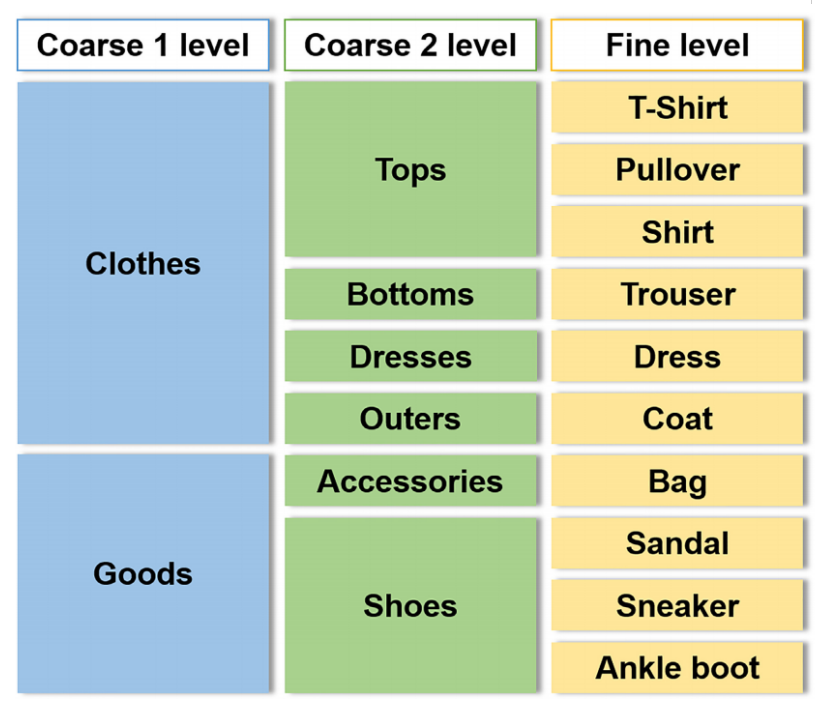 Coarse 1 level
Coarse 2 level
Fine level
Clothes
Tops
T-Shirt
Pullover
Shirt
Bottoms
Trouser
Dresses
Dress
Outers
Coat
Goods
Accessories
Bag
Shoes
Sandal
Sneaker
Ankle boot